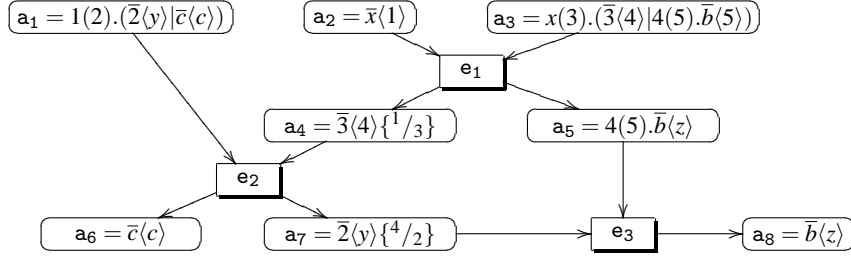 a₁ = 1(2).(2̅⟨y|c̅⟨c⟩)
a₂ = x̅⟨1⟩
a₃ = x(3).(3̅⟨4⟩|4(5).b̅⟨5⟩)
e₁
a₄ = 3̅⟨4⟩{¹/₃}
a₅ = 4(5).b̅⟨z⟩
e₂
a₆ = c̅⟨c⟩
a₇ = 2̅⟨y⟩{⁴/₂}
e₃
a₈ = b̅⟨z⟩